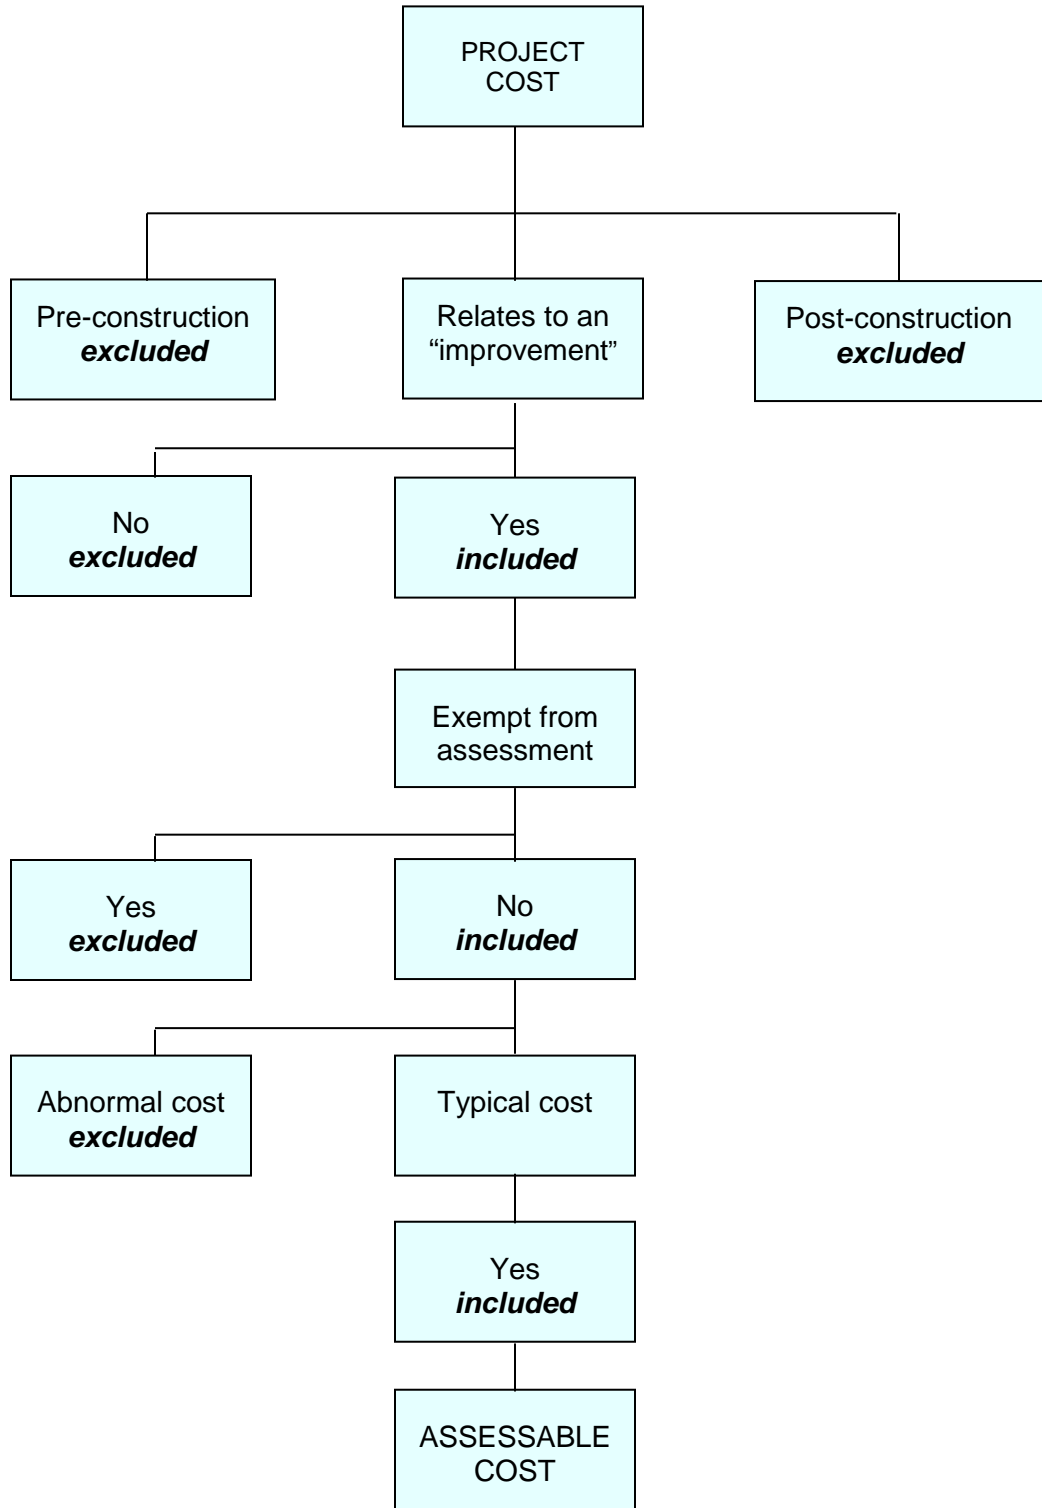 PROJECT
COST
Pre-construction
excluded
Relates to an
“improvement”
Post-construction
excluded
No
excluded
Yes
included
Exempt from
assessment
Yes
excluded
No
included
Abnormal cost
excluded
Typical cost
Yes
included
ASSESSABLE
COST